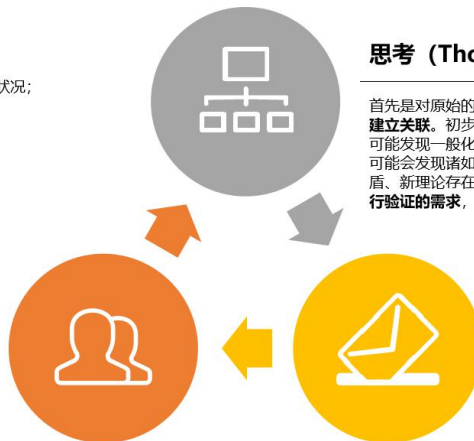 状况；
思考（Tho
首先是对原始的
建立关联。初步
可能发现一般化
可能会发现诸如
盾、新理论存在
行验证的需求，